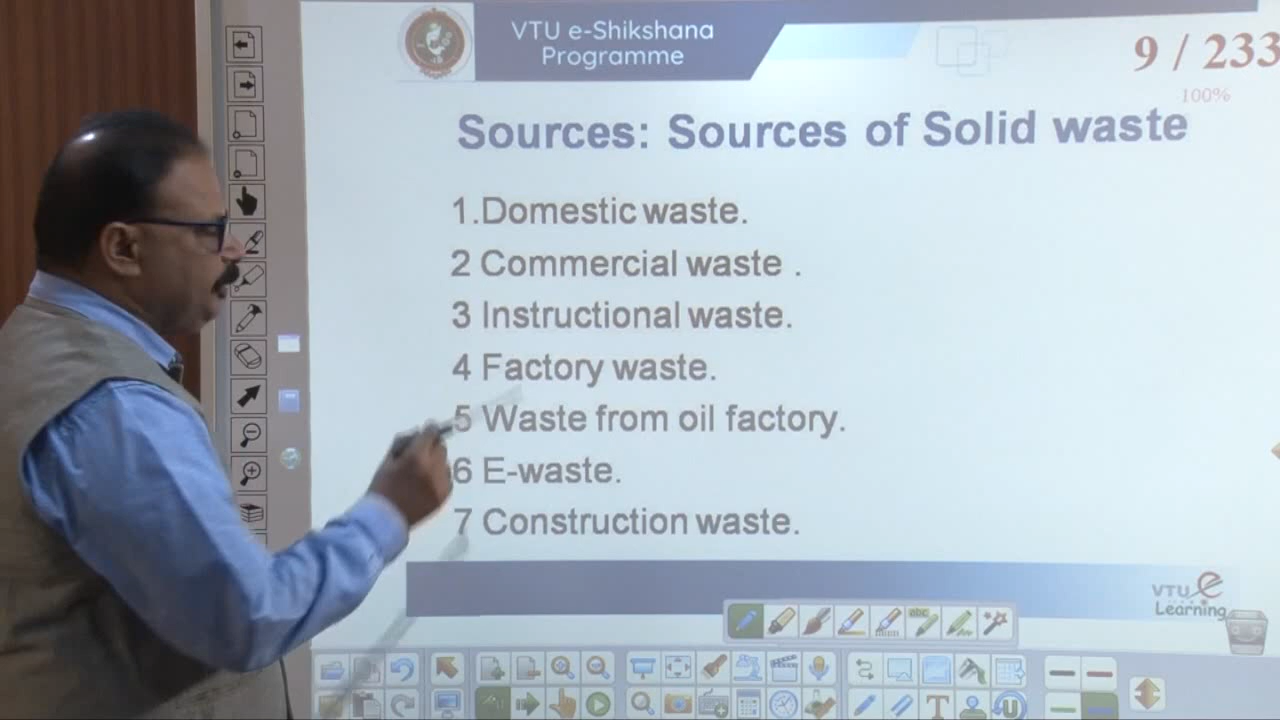 VTU e-Shikshana
Programme
9 / 233
100%
Sources: Sources of Solid waste
1.Domestic waste.
2 Commercial waste .
3 Instructional waste.
4 Factory waste.
5 Waste from oil factory.
6 E-waste.
7 Construction waste.
VTU e
Learning
abc
T